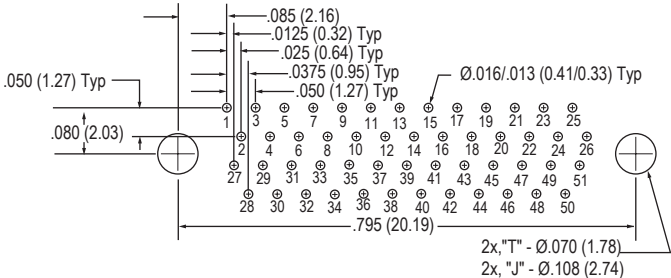 .085 (2.16)
.0125 (0.32) Typ
.025 (0.64) Typ
.0375 (0.95) Typ
.050 (1.27) Typ
.050 (1.27) Typ
Ø.016/.013 (0.41/0.33) Typ
.080 (2.03)
1 3 5 7 9 11 13 15 17 19 21 23 25
2 4 6 8 10 12 14 16 18 20 22 24 26
27 29 31 33 35 37 39 41 43 45 47 49 51
28 30 32 34 36 38 40 42 44 46 48 50
.795 (20.19)
2x,"T" - Ø.070 (1.78)
2x, "J" - Ø.108 (2.74)